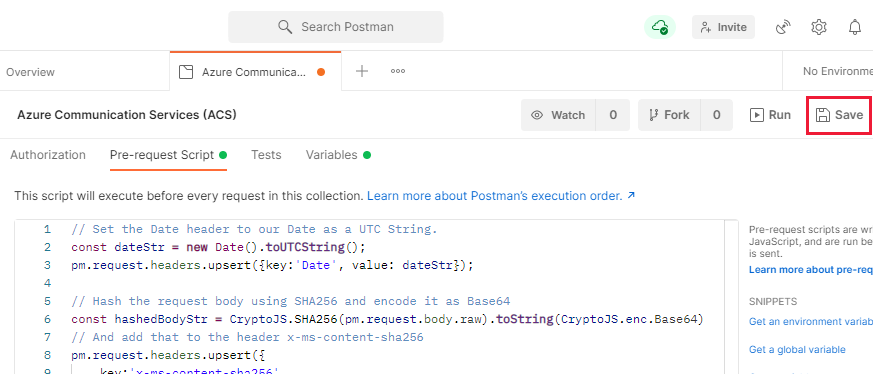 Search Postman
Invite
Overview
Azure Communica...
No Environme
Azure Communication Services (ACS)
Watch
0
Fork
0
Run
Save
Authorization
Pre-request Script
Tests
Variables
This script will execute before every request in this collection. Learn more about Postman's execution order. ↗
1 // Set the Date header to our Date as a UTC String.
2 const dateStr = new Date().toUTCString();
3 pm.request.headers.upsert({key:'Date', value: dateStr});
4
5 // Hash the request body using SHA256 and encode it as Base64
6 const hashedBodyStr = CryptoJS.SHA256(pm.request.body.raw).toString(CryptoJS.enc.Base64)
7 // And add that to the header x-ms-content-sha256
8 pm.request.headers.upsert({
9 key:'x-ms-content-sha256'
Pre-request scripts are wr
JavaScript, and are run be
is sent.
Learn more about pre-req
SNIPPETS
Get an environment variab
Get a global variable